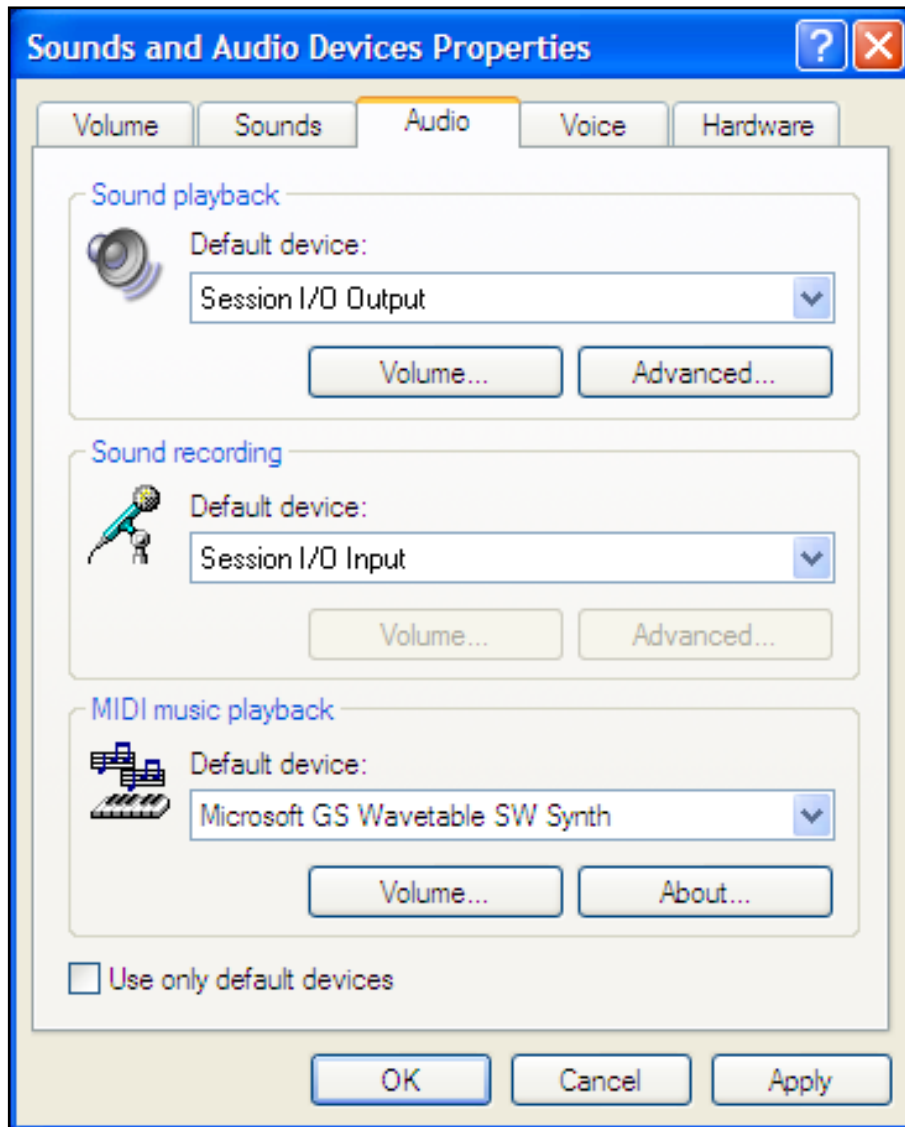 Sounds and Audio Devices Properties
Volume Sounds Audio Voice Hardware
Sound playback
Default device:
Session I/O Output
Volume... Advanced...
Sound recording
Default device:
Session I/O Input
Volume... Advanced...
MIDI music playback
Default device:
Microsoft GS Wavetable SW Synth
Volume... About...
Use only default devices
OK Cancel Apply